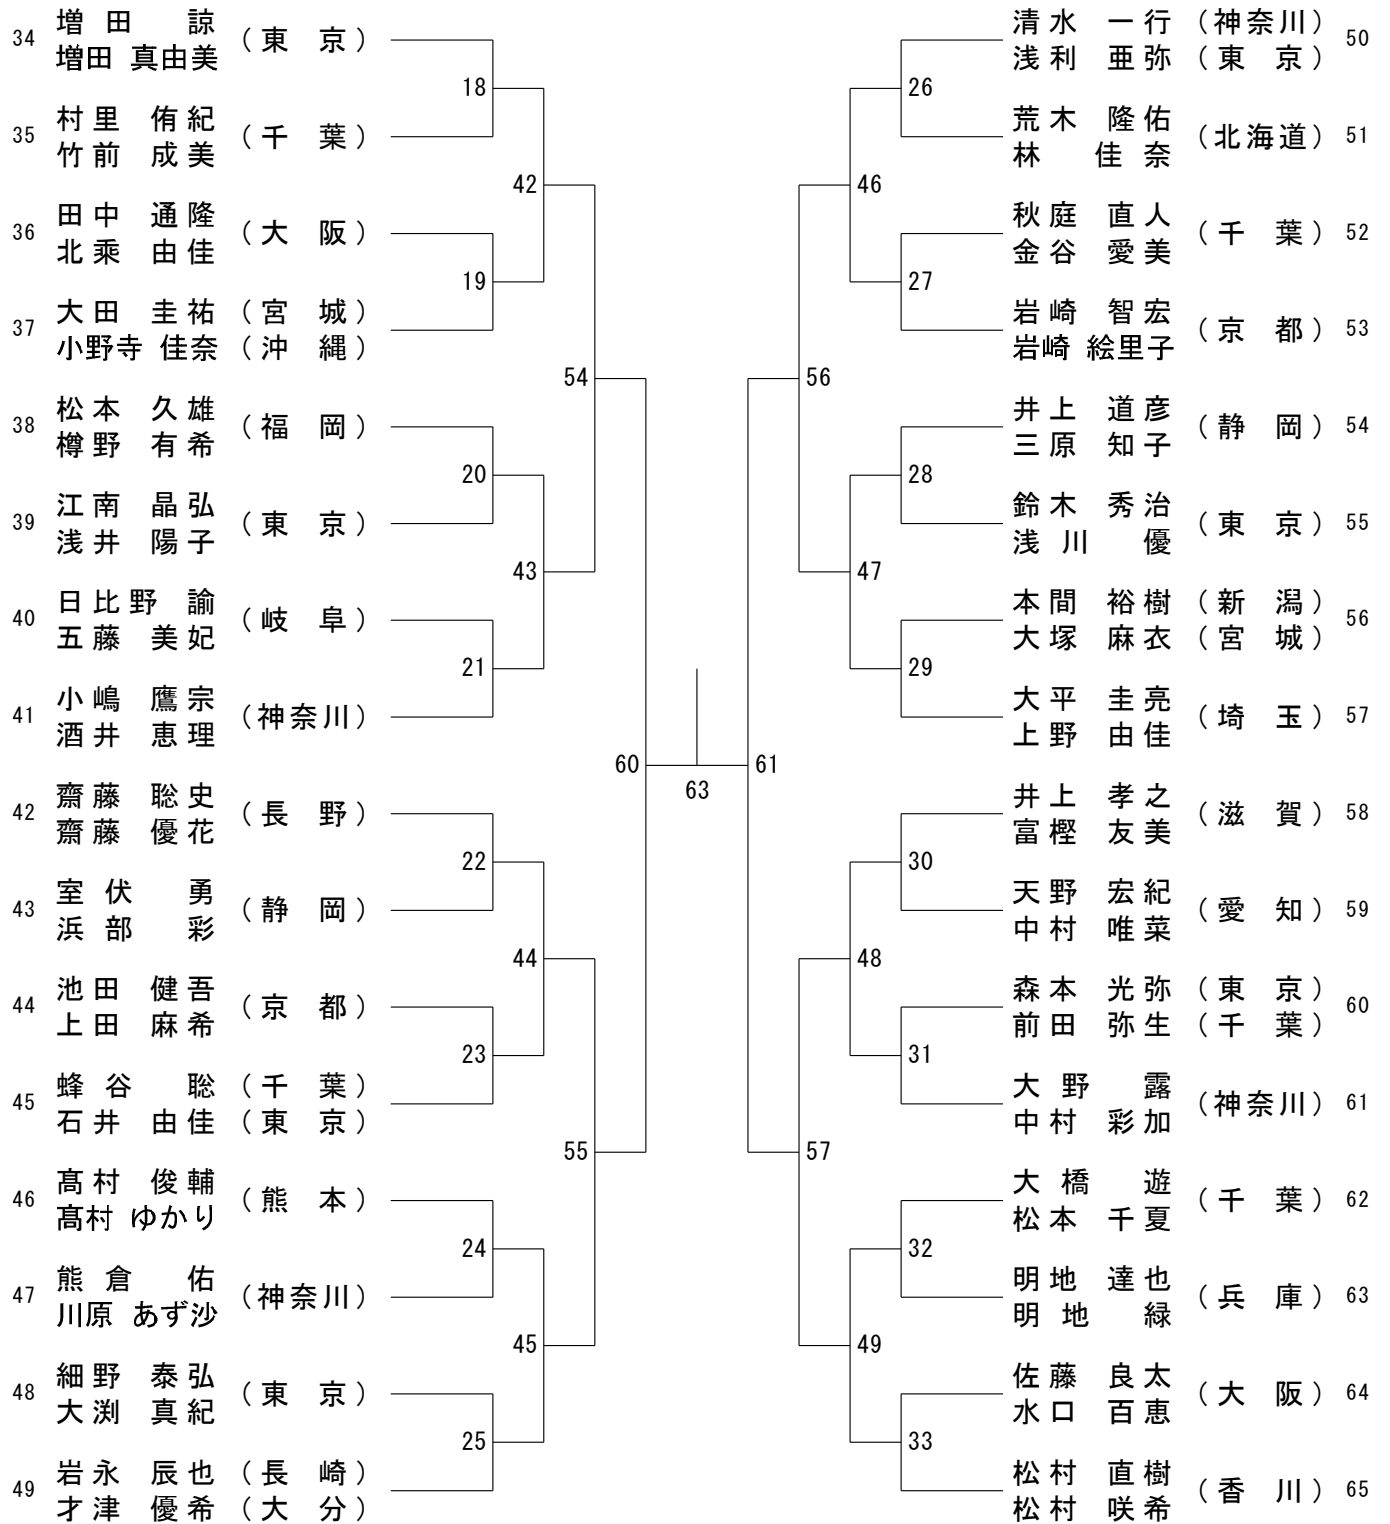 34 増田 諒 (東京)
増田 真由美
18
35 村里 侑紀 (千葉)
竹前 成美
42
36 田中 通隆 (大阪)
北乘 由佳
19
37 大田 圭祐 (宮城)
小野寺 佳奈 (沖縄)
54
38 松本 久雄 (福岡)
樽野 有希
20
39 江南 晶弘 (東京)
浅井 陽子
43
40 日比野 諭 (岐阜)
五藤 美妃
21
41 小嶋 鷹宗 (神奈川)
酒井 恵理
60
42 齋藤 聡史 (長野)
齋藤 優花
22
43 室伏 勇 (静岡)
浜部 彩
44
44 池田 健吾 (京都)
上田 麻希
23
45 蜂谷 聡 (千葉)
石井 由佳 (東京)
55
46 髙村 俊輔 (熊本)
髙村 ゆかり
24
47 熊倉 佑 (神奈川)
川原 あず沙
45
48 細野 泰弘 (東京)
大渕 真紀
25
49 岩永 辰也 (長崎)
才津 優希 (大分)
63
清水 一行 (神奈川) 50
浅利 亜弥 (東京)
26
荒木 隆佑 (北海道) 51
林 佳奈
46
秋庭 直人 (千葉) 52
金谷 愛美
27
岩崎 智宏 (京都) 53
岩崎 絵里子
56
井上 道彦 (静岡) 54
三原 知子
28
鈴木 秀治 (東京) 55
浅川 優
47
本間 裕樹 (新潟) 56
大塚 麻衣 (宮城)
29
大平 圭亮 (埼玉) 57
上野 由佳
61
井上 孝之 (滋賀) 58
富樫 友美
30
天野 宏紀 (愛知) 59
中村 唯菜
48
森本 光弥 (東京) 60
前田 弥生 (千葉)
31
大野 露 (神奈川) 61
中村 彩加
57
大橋 遊 (千葉) 62
松本 千夏
32
明地 達也 (兵庫) 63
明地 緑
49
佐藤 良太 (大阪) 64
水口 百恵
33
松村 直樹 (香川) 65
松村 咲希